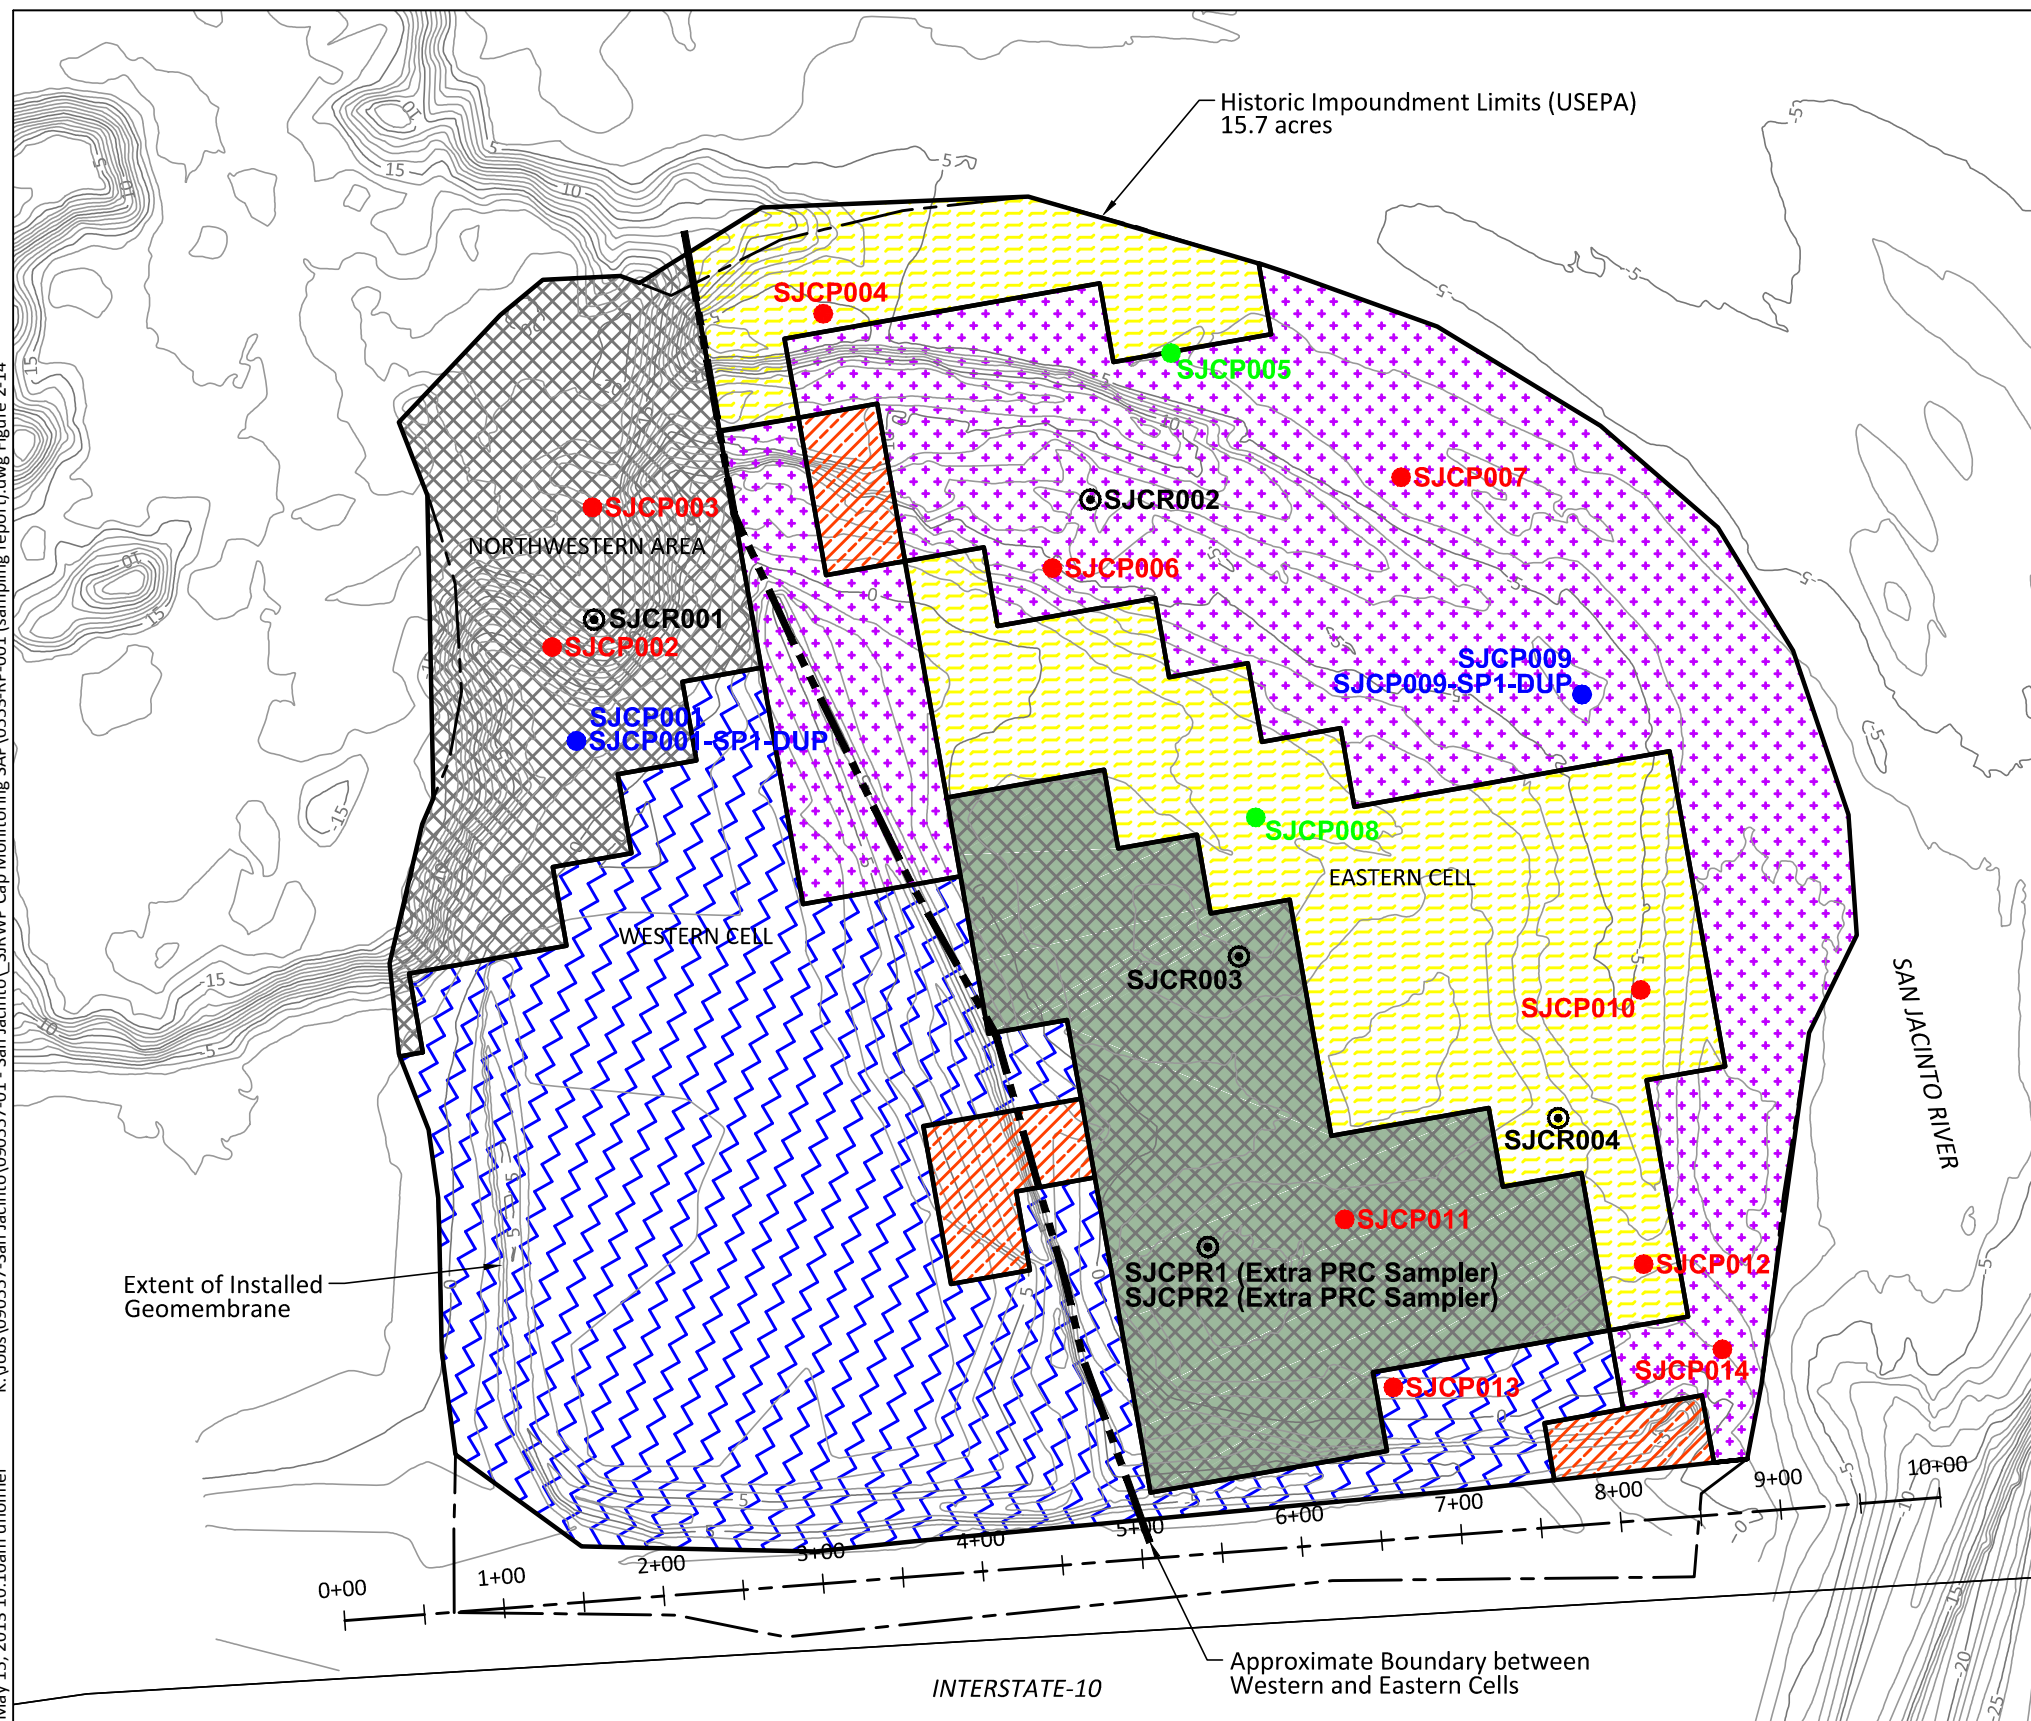 Historic Impoundment Limits (USEPA)
15.7 acres
SJCP004
SJCP005
SJCP007
SJCR002
SJCP003
NORTHWESTERN AREA
SJCP006
SJCR001
SJCP002
SJCP009
SJCP009-SP1-DUP
SJCP001
SJCP001-SP1-DUP
SJCP008
EASTERN CELL
WESTERN CELL
SJCR003
SJCP010
SAN JACINTO RIVER
SJCR004
SJCP011
SJCP012
SJCPR1 (Extra PRC Sampler)
SJCPR2 (Extra PRC Sampler)
Extent of Installed
Geomembrane
SJCP014
SJCP013
0+00
1+00
2+00
3+00
4+00
5+00
6+00
7+00
8+00
9+00
10+00
Approximate Boundary between
Western and Eastern Cells
INTERSTATE-10